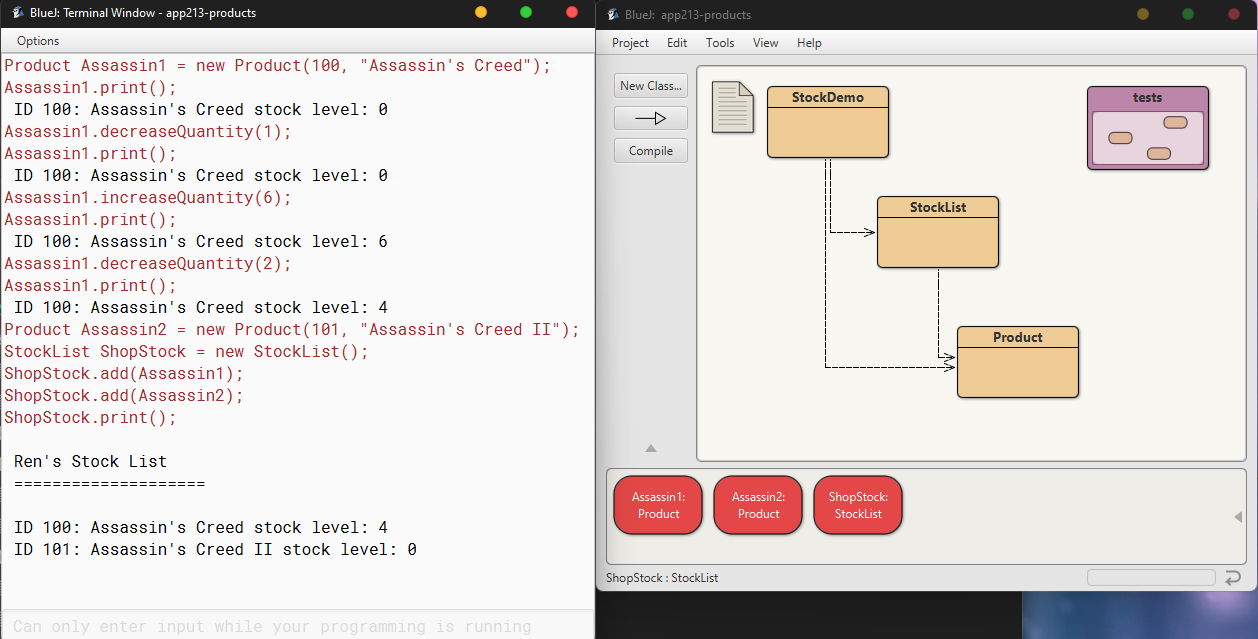 BlueJ: Terminal Window - app213-products
Options
Product Assassin1 = new Product(100, "Assassin's Creed");
Assassin1.print();
ID 100: Assassin's Creed stock level: 0
Assassin1.decreaseQuantity(1);
Assassin1.print();
ID 100: Assassin's Creed stock level: 0
Assassin1.increaseQuantity(6);
Assassin1.print();
ID 100: Assassin's Creed stock level: 6
Assassin1.decreaseQuantity(2);
Assassin1.print();
ID 100: Assassin's Creed stock level: 4
Product Assassin2 = new Product(101, "Assassin's Creed II");
StockList ShopStock = new StockList();
ShopStock.add(Assassin1);
ShopStock.add(Assassin2);
ShopStock.print();
Ren's Stock List
====================
ID 100: Assassin's Creed stock level: 4
ID 101: Assassin's Creed II stock level: 0
Can only enter input while your programming is running
BlueJ: app213-products
Project Edit Tools View Help
New Class...
Compile
StockDemo
tests
StockList
Product
Assassin1:
Product
Assassin2:
Product
ShopStock:
StockList
ShopStock : StockList